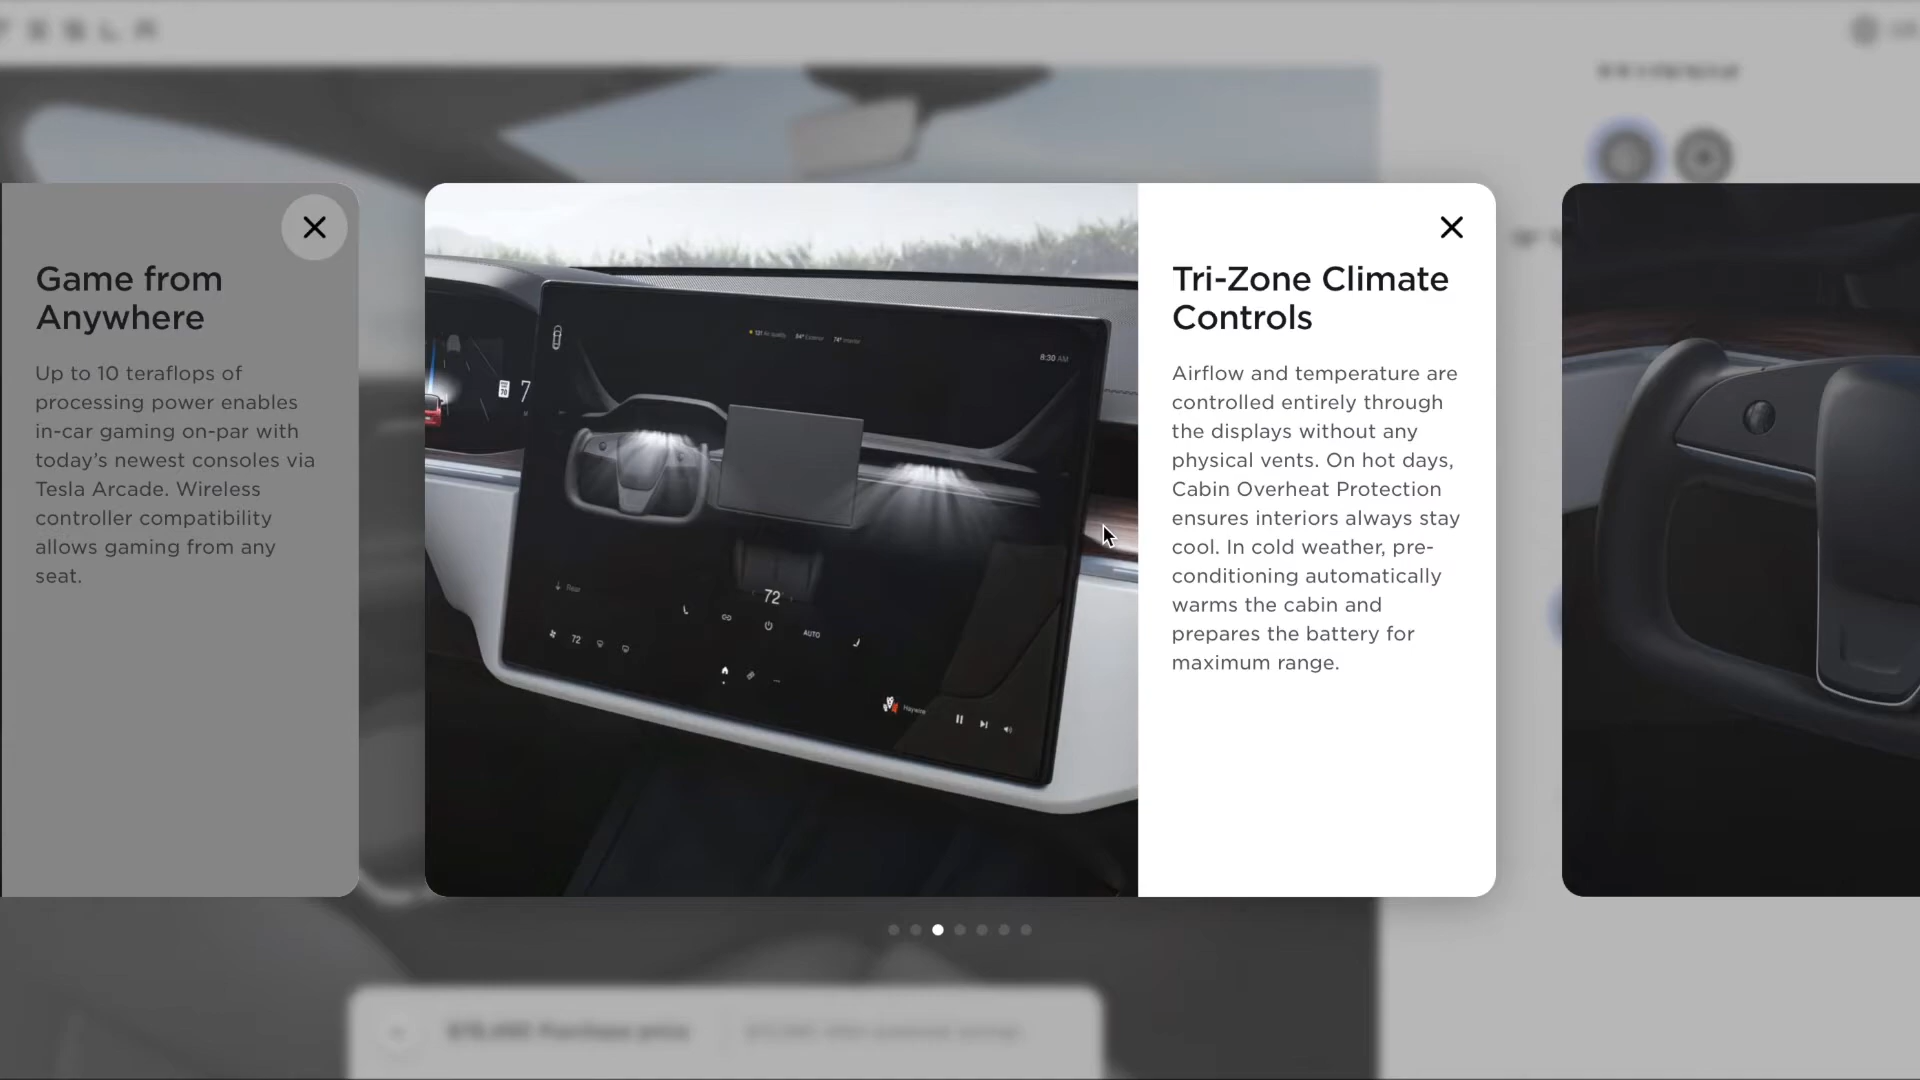 TESLA
Game from
Anywhere
Up to 10 teraflops of
processing power enables
in-car gaming on-par with
today’s newest consoles via
Tesla Arcade. Wireless
controller compatibility
allows gaming from any
seat.
8:30 AM
7
Rear
72
72
AUTO
Haywire
Tri-Zone Climate
Controls
Airflow and temperature are
controlled entirely through
the displays without any
physical vents. On hot days,
Cabin Overheat Protection
ensures interiors always stay
cool. In cold weather, pre-
conditioning automatically
warms the cabin and
prepares the battery for
maximum range.